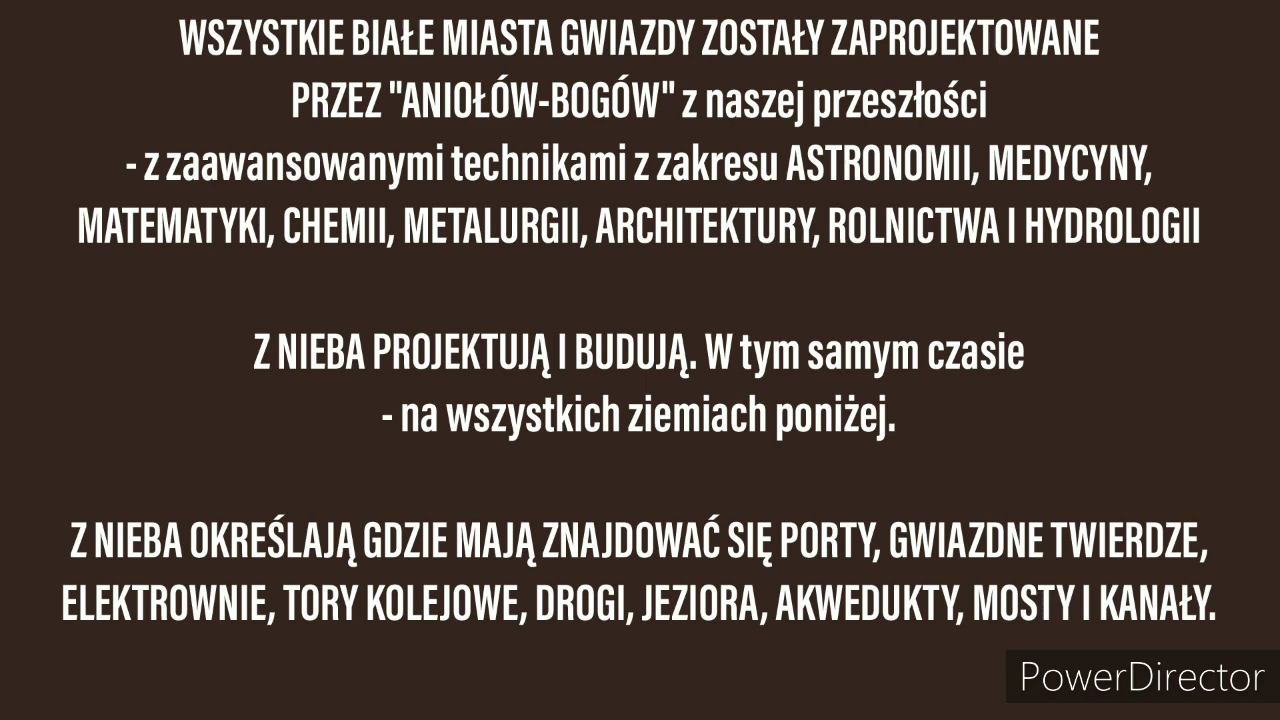 WSZYSTKIE BIAŁE MIASTA GWIAZDY ZOSTAŁY ZAPROJEKTOWANE
PRZEZ "ANIOŁÓW-BOGÓW" z naszej przeszłości
- z zaawansowanymi technikami z zakresu ASTRONOMII, MEDYCYNY,
MATEMATYKI, CHEMII, METALURGII, ARCHITEKTURY, ROLNICTWA I HYDROLOGII
Z NIEBA PROJEKTUJĄ I BUDUJĄ. W tym samym czasie
- na wszystkich ziemiach poniżej.
Z NIEBA OKREŚLAJĄ GDZIE MAJĄ ZNAJDOWAĆ SIĘ PORTY, GWIAZDNE TWIERDZE,
ELEKTROWNIE, TORY KOLEJOWE, DROGI, JEZIORA, AKWEDUKTY, MOSTY I KANAŁY.
PowerDirector